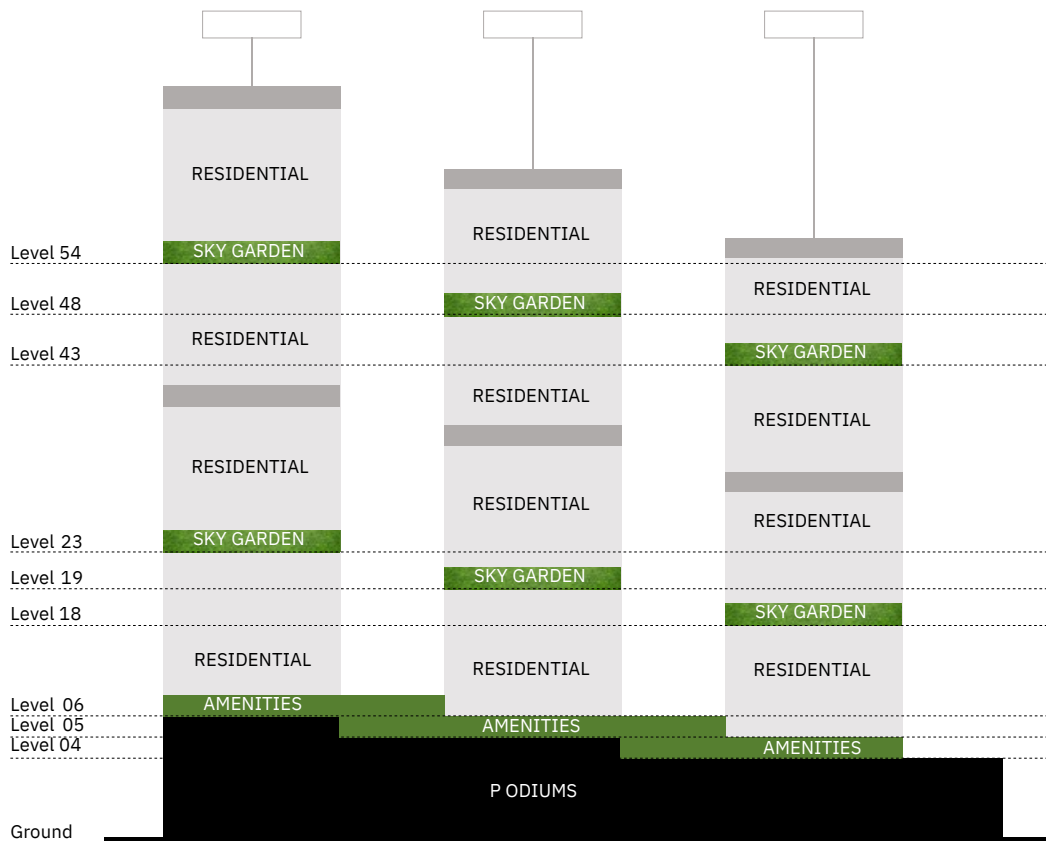 RESIDENTIAL
RESIDENTIAL
Level 54
SKY GARDEN
RESIDENTIAL
Level 48
SKY GARDEN
RESIDENTIAL
Level 43
SKY GARDEN
RESIDENTIAL
RESIDENTIAL
RESIDENTIAL
RESIDENTIAL
RESIDENTIAL
Level 23
SKY GARDEN
Level 19
SKY GARDEN
Level 18
SKY GARDEN
RESIDENTIAL
RESIDENTIAL
RESIDENTIAL
Level 06
AMENITIES
Level 05
AMENITIES
Level 04
AMENITIES
P ODIUMS
Ground